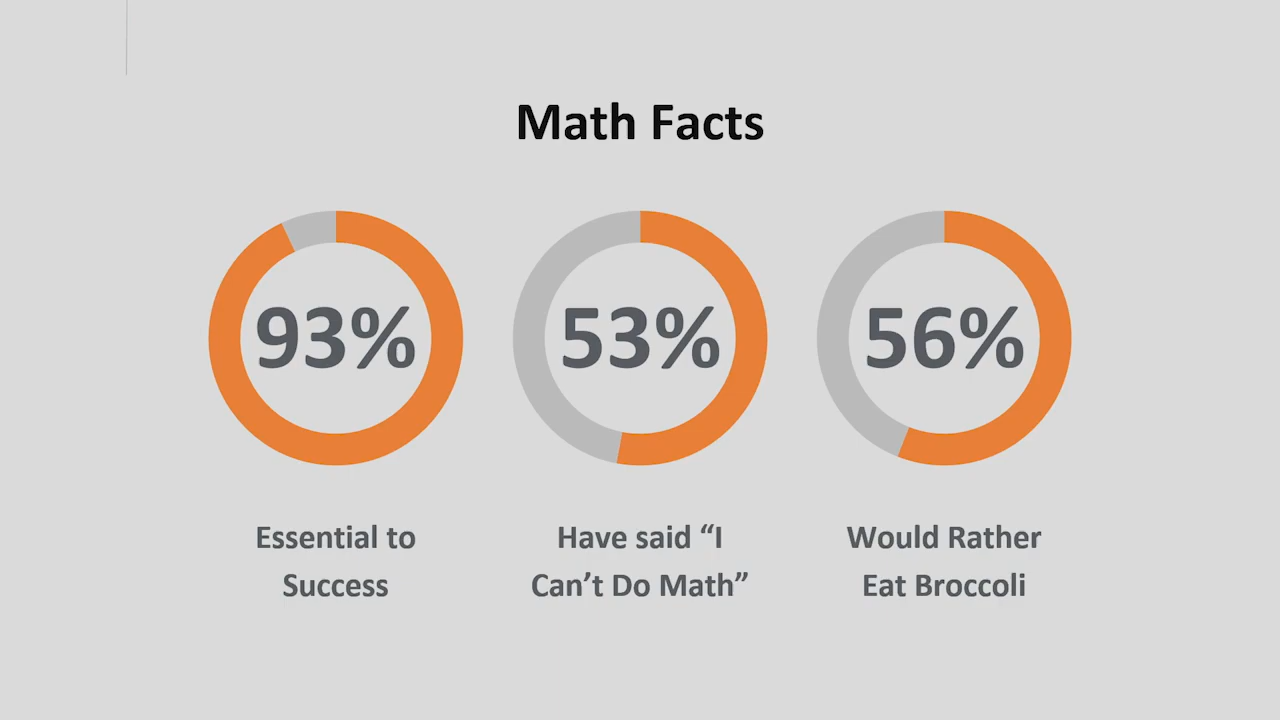 Math Facts
93%
53%
56%
Essential to
Success
Have said “I
Can’t Do Math”
Would Rather
Eat Broccoli